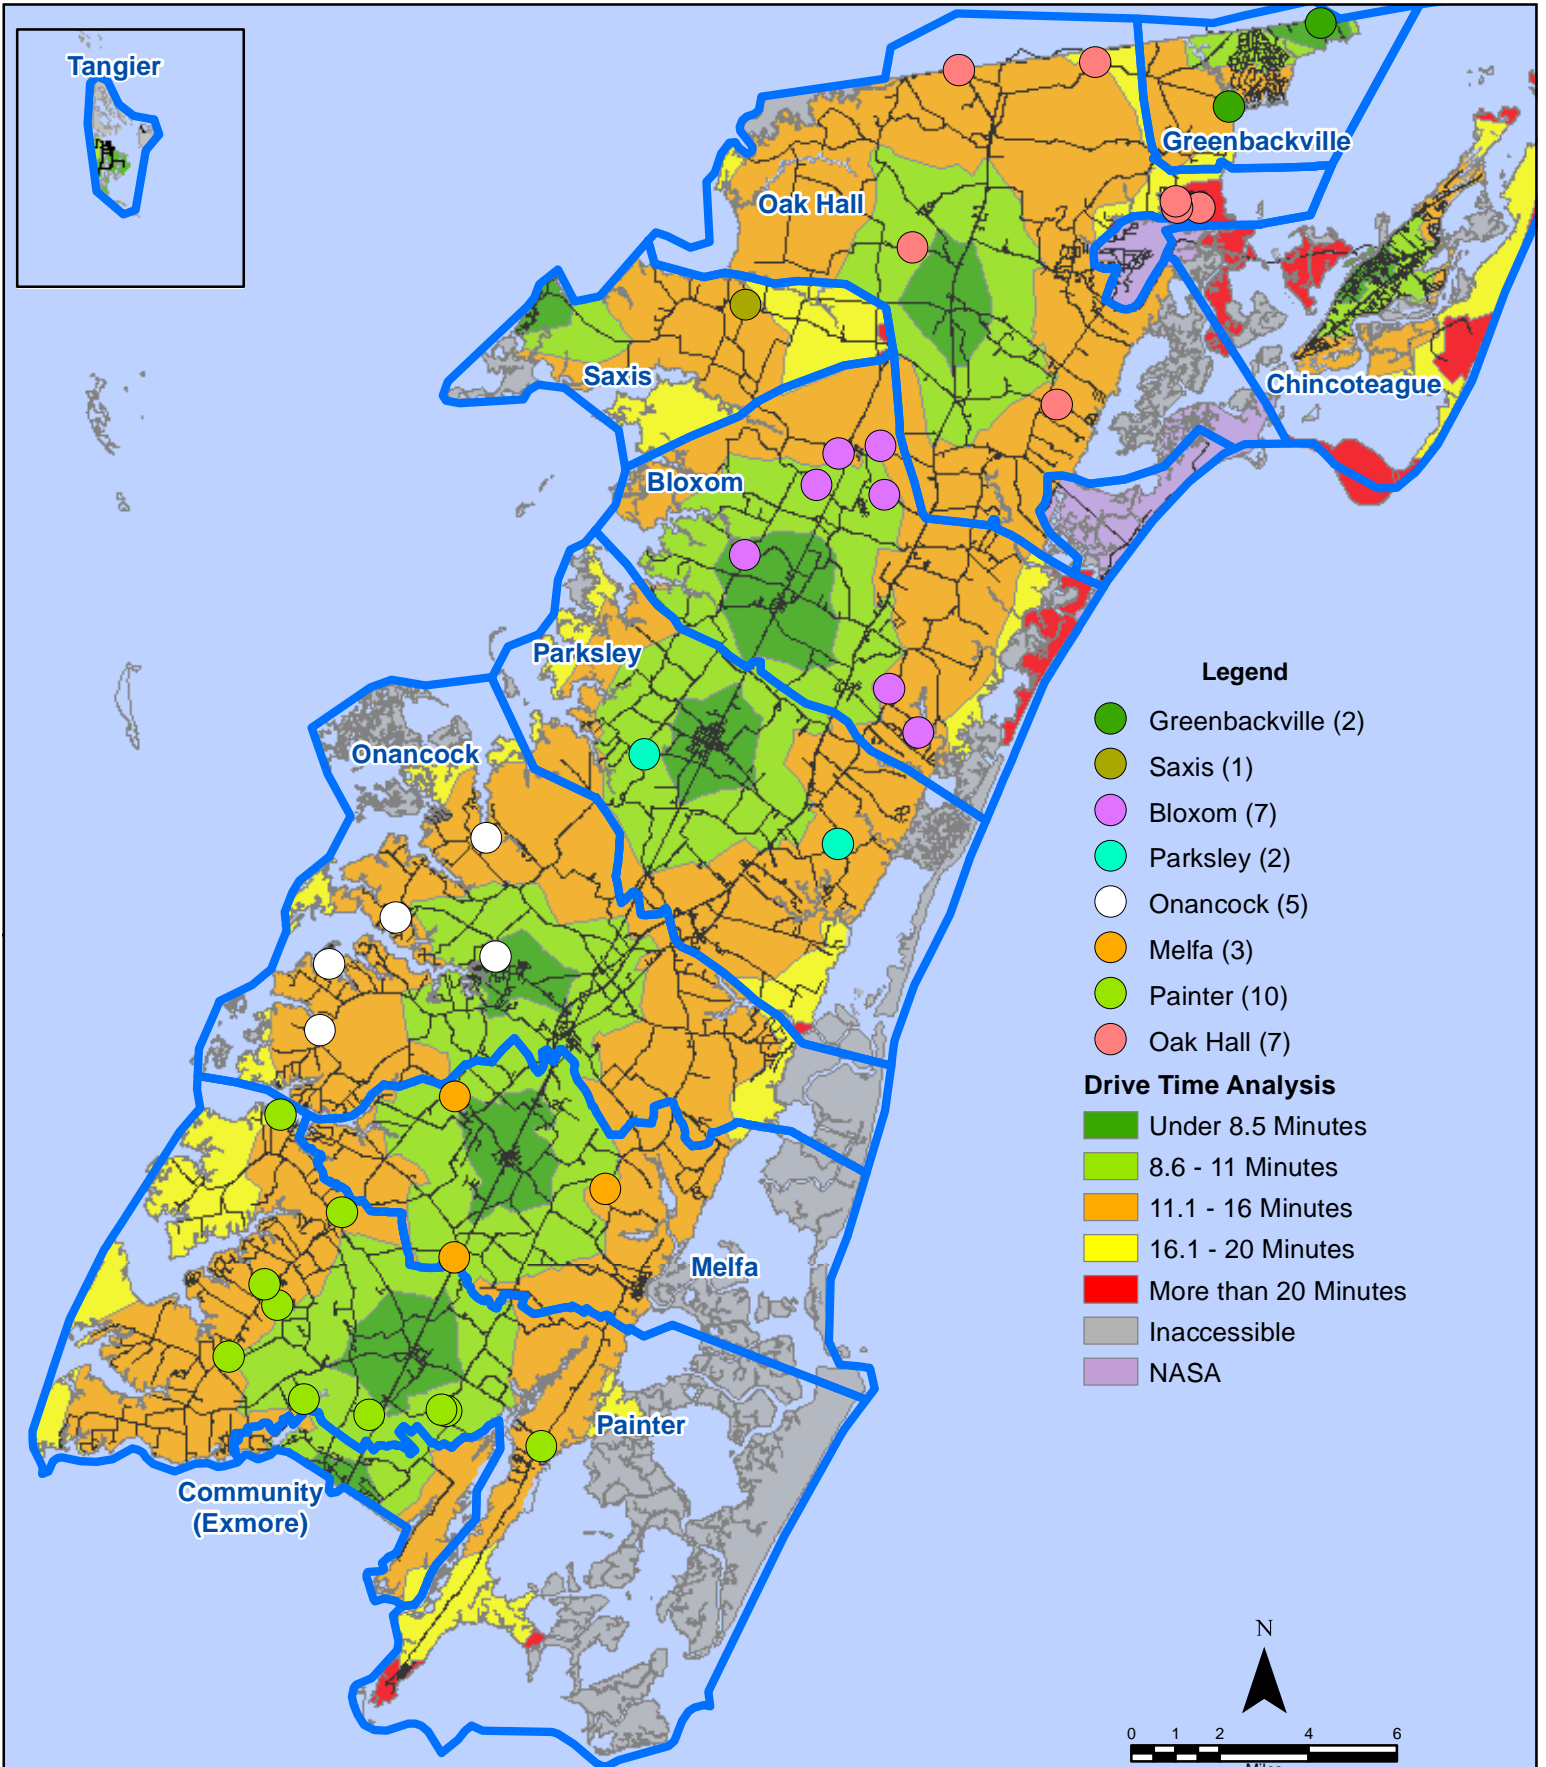 Tangier
Greenbackville
Oak Hall
Saxis
Chincoteague
Bloxom
Parksley
Onancock
Melfa
Painter
Community
(Exmore)
Legend
Greenbackville (2)
Saxis (1)
Bloxom (7)
Parksley (2)
Onancock (5)
Melfa (3)
Painter (10)
Oak Hall (7)
Drive Time Analysis
Under 8.5 Minutes
8.6 - 11 Minutes
11.1 - 16 Minutes
16.1 - 20 Minutes
More than 20 Minutes
Inaccessible
NASA
N
0 1 2 4 6
Miles